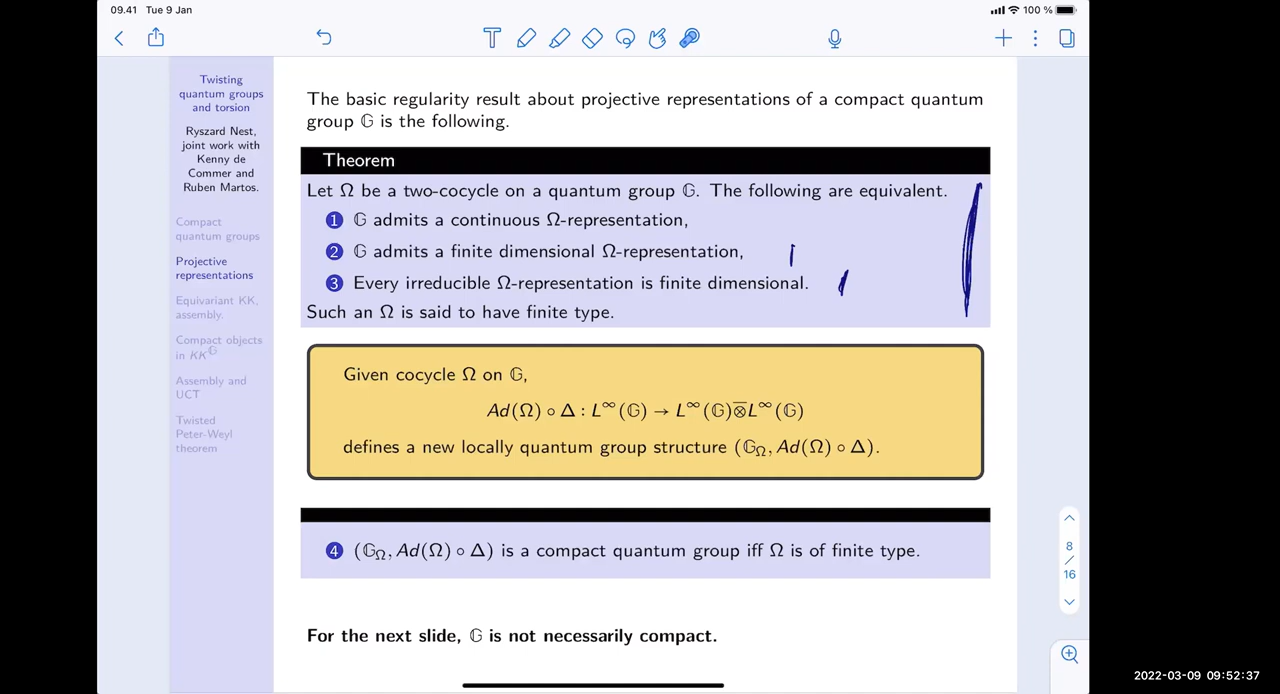 09.41 Tue 9 Jan
100 %
Twisting
quantum groups
and torsion
Ryszard Nest,
joint work with
Kenny de
Commer and
Ruben Martos.
Compact
quantum groups
Projective
representations
Equivariant KK,
assembly.
Compact objects
in KK^𝔾
Assembly and
UCT
Twisted
Peter-Weyl
theorem
The basic regularity result about projective representations of a compact quantum
group 𝔾 is the following.
Theorem
Let Ω be a two-cocycle on a quantum group 𝔾. The following are equivalent.
1 𝔾 admits a continuous Ω-representation,
2 𝔾 admits a finite dimensional Ω-representation,
3 Every irreducible Ω-representation is finite dimensional.
Such an Ω is said to have finite type.
Given cocycle Ω on 𝔾,
Ad(Ω) ∘ Δ : L^∞(𝔾) → L^∞(𝔾)⊗̅L^∞(𝔾)
defines a new locally quantum group structure (𝔾_Ω, Ad(Ω) ∘ Δ).
4 (𝔾_Ω, Ad(Ω) ∘ Δ) is a compact quantum group iff Ω is of finite type.
For the next slide, 𝔾 is not necessarily compact.
8
/
16
2022-03-09 09:52:37